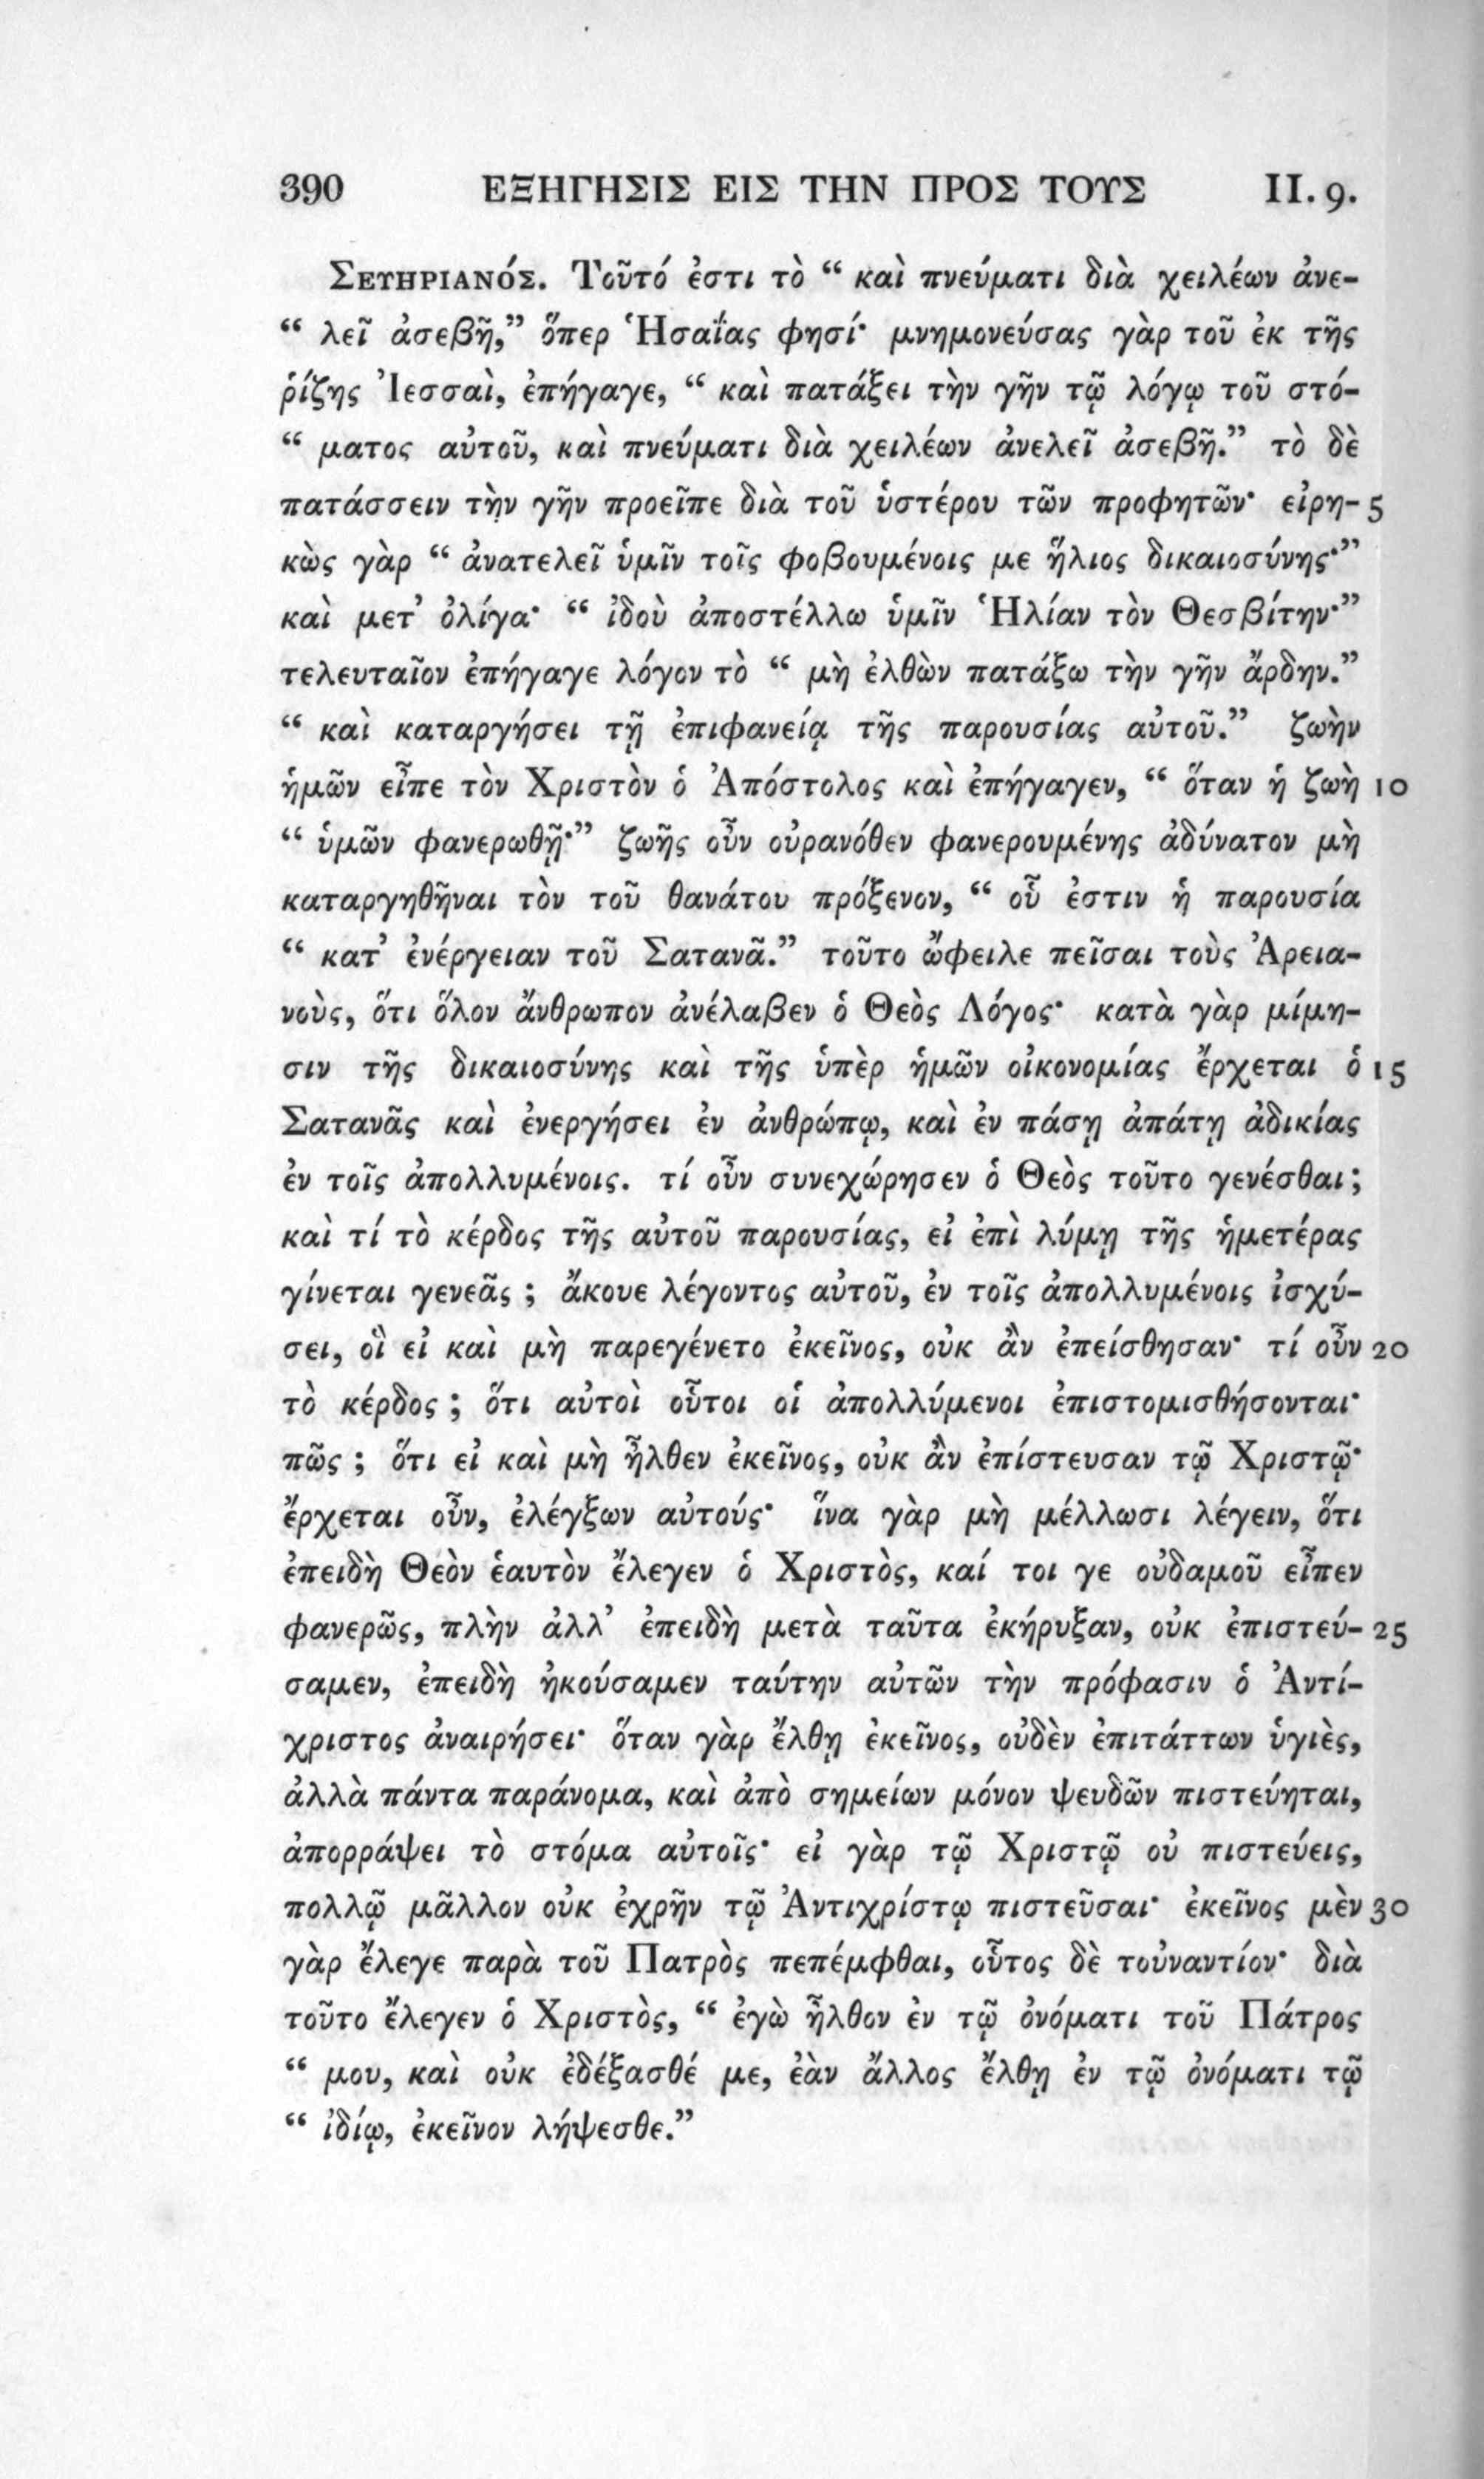 390 ΕΞΗΓΗΣΙΣ ΕΙΣ ΤΗΝ ΠΡΟΣ ΤΟΥΣ II. 9.
Σετηριανός. Τοῦτό ἐστι τὸ “ καὶ πνεύματι διὰ χειλέων ἀνε-
“ λεῖ ἀσεβῆ,” ὅπερ Ἡσαΐας φησί· μνημονεύσας γὰρ τοῦ ἐκ τῆς
ῥίζης Ἰεσσαὶ, ἐπήγαγε, “ καὶ πατάξει τὴν γῆν τῷ λόγῳ τοῦ στό-
“ ματος αὐτοῦ, καὶ πνεύματι διὰ χειλέων ἀνελεῖ ἀσεβῆ.” τὸ δὲ
πατάσσειν τὴν γῆν προεῖπε διὰ τοῦ ὑστέρου τῶν προφητῶν· εἰρη- 5
κὼς γὰρ “ ἀνατελεῖ ὑμῖν τοῖς φοβουμένοις με ἥλιος δικαιοσύνης·”
καὶ μετ’ ὀλίγα· “ ἰδοὺ ἀποστέλλω ὑμῖν Ἡλίαν τὸν Θεσβίτην·”
τελευταῖον ἐπήγαγε λόγον τὸ “ μὴ ἐλθὼν πατάξω τὴν γῆν ἄρδην.”
“ καὶ καταργήσει τῇ ἐπιφανείᾳ τῆς παρουσίας αὐτοῦ.” ζωὴν
ἡμῶν εἶπε τὸν Χριστὸν ὁ Ἀπόστολος καὶ ἐπήγαγεν, “ ὅταν ἡ ζωὴ 10
“ ὑμῶν φανερωθῇ·” ζωῆς οὖν οὐρανόθεν φανερουμένης ἀδύνατον μὴ
καταργηθῆναι τὸν τοῦ θανάτου πρόξενον, “ οὗ ἐστιν ἡ παρουσία
“ κατ’ ἐνέργειαν τοῦ Σατανᾶ.” τοῦτο ὤφειλε πεῖσαι τοὺς Ἀρεια-
νοὺς, ὅτι ὅλον ἄνθρωπον ἀνέλαβεν ὁ Θεὸς Λόγος· κατὰ γὰρ μίμη-
σιν τῆς δικαιοσύνης καὶ τῆς ὑπὲρ ἡμῶν οἰκονομίας ἔρχεται ὁ 15
Σατανᾶς καὶ ἐνεργήσει ἐν ἀνθρώπῳ, καὶ ἐν πάσῃ ἀπάτῃ ἀδικίας
ἐν τοῖς ἀπολλυμένοις. τί οὖν συνεχώρησεν ὁ Θεὸς τοῦτο γενέσθαι;
καὶ τί τὸ κέρδος τῆς αὐτοῦ παρουσίας, εἰ ἐπὶ λύμῃ τῆς ἡμετέρας
γίνεται γενεᾶς ; ἄκουε λέγοντος αὐτοῦ, ἐν τοῖς ἀπολλυμένοις ἰσχύ-
σει, οἳ εἰ καὶ μὴ παρεγένετο ἐκεῖνος, οὐκ ἂν ἐπείσθησαν· τί οὖν 20
τὸ κέρδος ; ὅτι αὐτοὶ οὗτοι οἱ ἀπολλύμενοι ἐπιστομισθήσονται·
πῶς ; ὅτι εἰ καὶ μὴ ἦλθεν ἐκεῖνος, οὐκ ἂν ἐπίστευσαν τῷ Χριστῷ·
ἔρχεται οὖν, ἐλέγξων αὐτούς· ἵνα γὰρ μὴ μέλλωσι λέγειν, ὅτι
ἐπειδὴ Θεὸν ἑαυτὸν ἔλεγεν ὁ Χριστὸς, καί τοι γε οὐδαμοῦ εἶπεν
φανερῶς, πλὴν ἀλλ’ ἐπειδὴ μετὰ ταῦτα ἐκήρυξαν, οὐκ ἐπιστεύ- 25
σαμεν, ἐπειδὴ ἠκούσαμεν ταύτην αὐτῶν τὴν πρόφασιν ὁ Ἀντί-
χριστος ἀναιρήσει· ὅταν γὰρ ἔλθῃ ἐκεῖνος, οὐδὲν ἐπιτάττων ὑγιὲς,
ἀλλὰ πάντα παράνομα, καὶ ἀπὸ σημείων μόνον ψευδῶν πιστεύηται,
ἀπορράψει τὸ στόμα αὐτοῖς· εἰ γὰρ τῷ Χριστῷ οὐ πιστεύεις,
πολλῷ μᾶλλον οὐκ ἐχρῆν τῷ Ἀντιχρίστῳ πιστεῦσαι· ἐκεῖνος μὲν 30
γὰρ ἔλεγε παρὰ τοῦ Πατρὸς πεπέμφθαι, οὗτος δὲ τοὐναντίον· διὰ
τοῦτο ἔλεγεν ὁ Χριστὸς, “ ἐγὼ ἦλθον ἐν τῷ ὀνόματι τοῦ Πάτρος
“ μου, καὶ οὐκ ἐδέξασθέ με, ἐὰν ἄλλος ἔλθῃ ἐν τῷ ὀνόματι τῷ
“ ἰδίῳ, ἐκεῖνον λήψεσθε.”